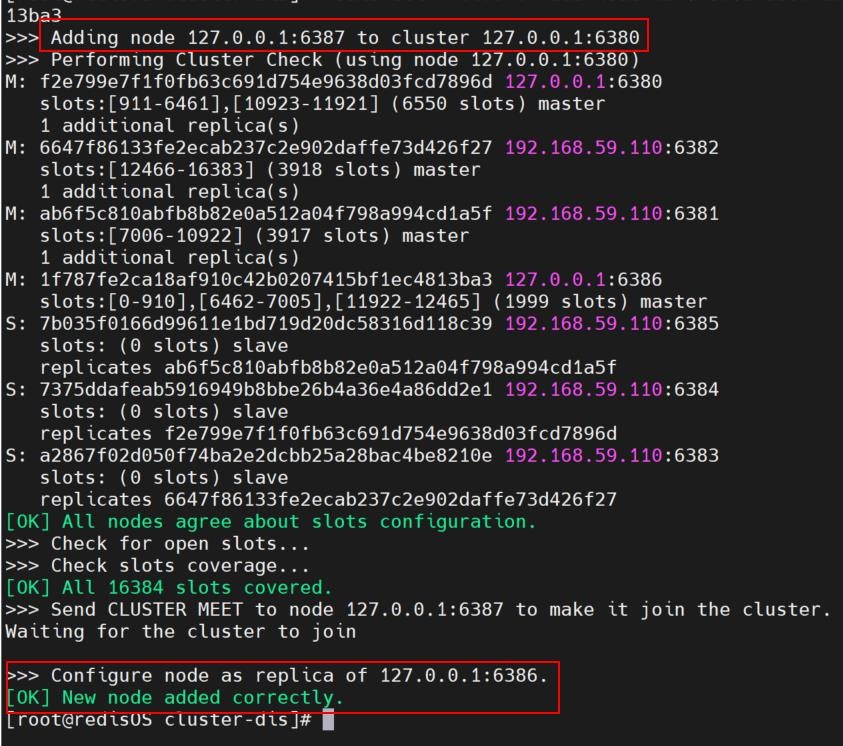 13ba3
>>> Adding node 127.0.0.1:6387 to cluster 127.0.0.1:6380
>>> Performing Cluster Check (using node 127.0.0.1:6380)
M: f2e799e7f1f0fb63c691d754e9638d03fcd7896d 127.0.0.1:6380
   slots:[911-6461],[10923-11921] (6550 slots) master
   1 additional replica(s)
M: 6647f86133fe2ecab237c2e902daffe73d426f27 192.168.59.110:6382
   slots:[12466-16383] (3918 slots) master
   1 additional replica(s)
M: ab6f5c810abfb8b82e0a512a04f798a994cd1a5f 192.168.59.110:6381
   slots:[7006-10922] (3917 slots) master
   1 additional replica(s)
M: 1f787fe2ca18af910c42b0207415bf1ec4813ba3 127.0.0.1:6386
   slots:[0-910],[6462-7005],[11922-12465] (1999 slots) master
S: 7b035f0166d99611e1bd719d20dc58316d118c39 192.168.59.110:6385
   slots: (0 slots) slave
   replicates ab6f5c810abfb8b82e0a512a04f798a994cd1a5f
S: 7375ddafeab5916949b8bbe26b4a36e4a86dd2e1 192.168.59.110:6384
   slots: (0 slots) slave
   replicates f2e799e7f1f0fb63c691d754e9638d03fcd7896d
S: a2867f02d050f74ba2e2dcbb25a28bac4be8210e 192.168.59.110:6383
   slots: (0 slots) slave
   replicates 6647f86133fe2ecab237c2e902daffe73d426f27
[OK] All nodes agree about slots configuration.
>>> Check for open slots...
>>> Check slots coverage...
[OK] All 16384 slots covered.
>>> Send CLUSTER MEET to node 127.0.0.1:6387 to make it join the cluster.
Waiting for the cluster to join
>>> Configure node as replica of 127.0.0.1:6386.
[OK] New node added correctly.
[root@redisOS cluster-dis]#